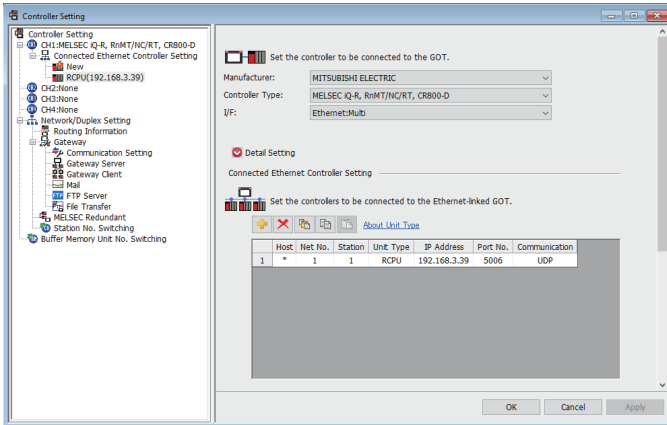 Controller Setting
Controller Setting
CH1:MELSEC iQ-R, RnMT/NC/RT, CR800-D
Connected Ethernet Controller Setting
New
RCPU(192.168.3.39)
CH2:None
CH3:None
CH4:None
Network/Duplex Setting
Routing Information
Gateway
Communication Setting
Gateway Server
Gateway Client
Mail
FTP FTP Server
File Transfer
MELSEC Redundant
Station No. Switching
Buffer Memory Unit No. Switching
Set the controller to be connected to the GOT.
Manufacturer: MITSUBISHI ELECTRIC
Controller Type: MELSEC iQ-R, RnMT/NC/RT, CR800-D
I/F: Ethernet:Multi
Detail Setting
Connected Ethernet Controller Setting
Set the controllers to be connected to the Ethernet-linked GOT.
About Unit Type
Host Net No. Station Unit Type IP Address Port No. Communication
1 * 1 1 RCPU 192.168.3.39 5006 UDP
OK Cancel Apply